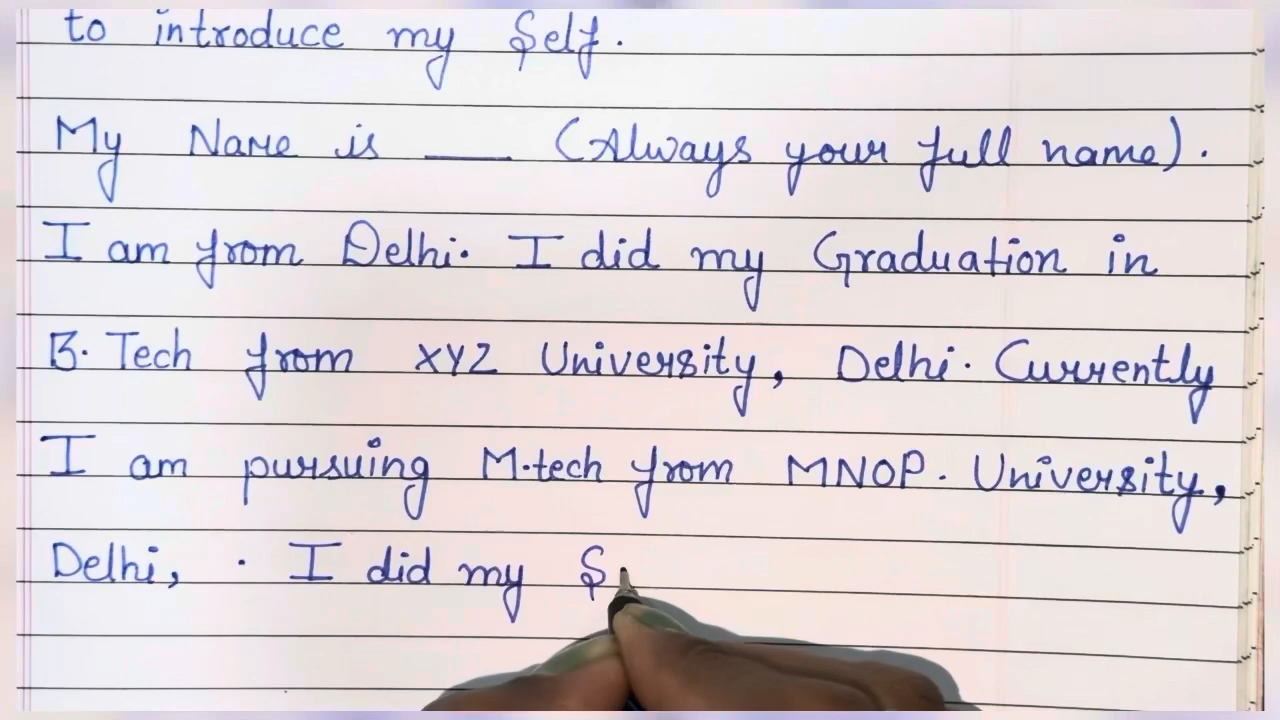 to introduce my Self.
My Name is ___ (Always your full name).
I am from Delhi. I did my Graduation in
B. Tech from XYZ University, Delhi. Currently
I am pursuing M.tech from MNOP. University,
Delhi, . I did my S